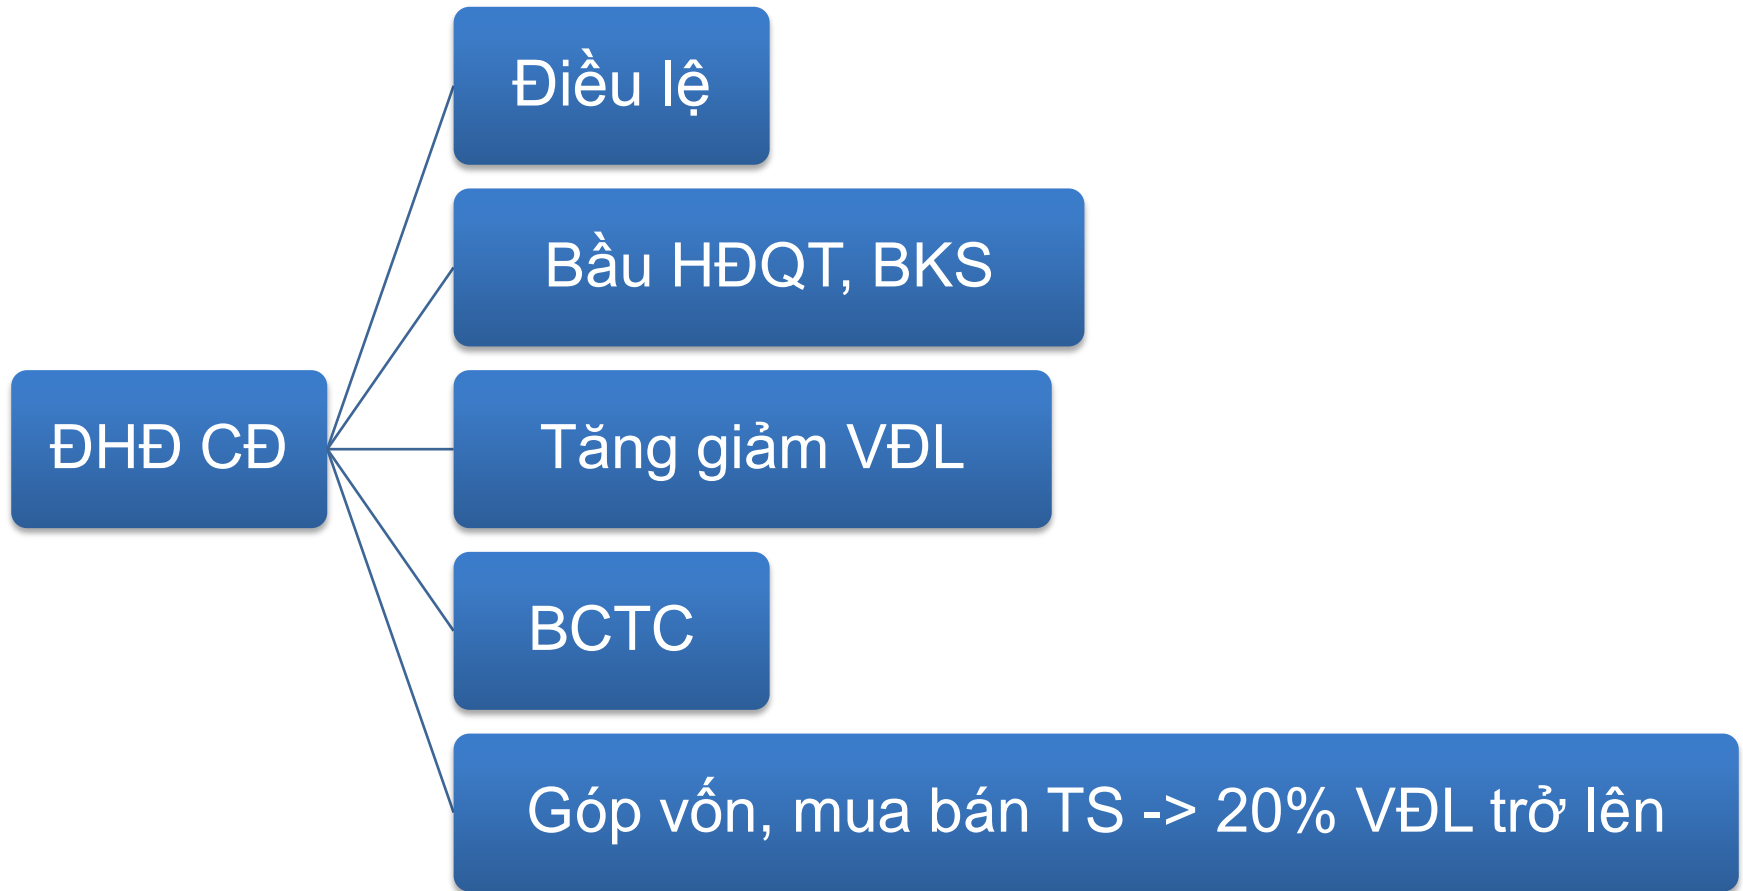 Điều lệ
Bầu HĐQT, BKS
ĐHĐ CĐ
Tăng giảm VĐL
BCTC
Góp vốn, mua bán TS -> 20% VĐL trở lên